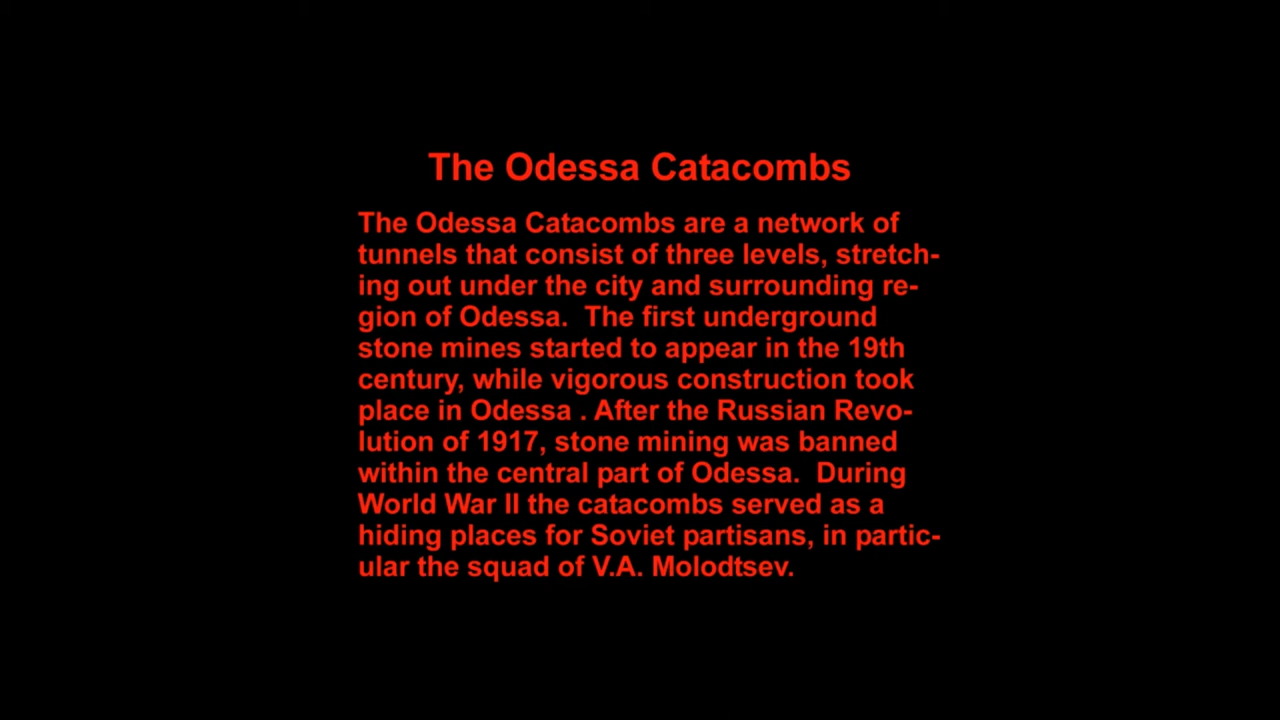 The Odessa Catacombs
The Odessa Catacombs are a network of
tunnels that consist of three levels, stretch-
ing out under the city and surrounding re-
gion of Odessa.  The first underground
stone mines started to appear in the 19th
century, while vigorous construction took
place in Odessa . After the Russian Revo-
lution of 1917, stone mining was banned
within the central part of Odessa.  During
World War II the catacombs served as a
hiding places for Soviet partisans, in partic-
ular the squad of V.A. Molodtsev.